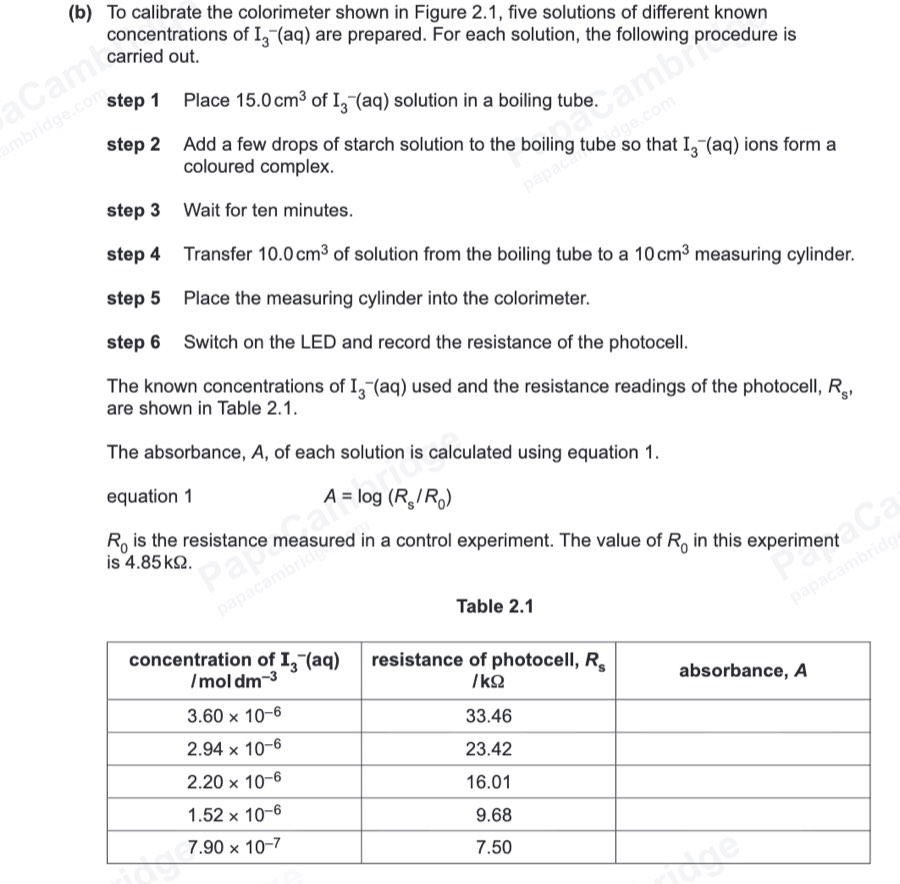 (b) To calibrate the colorimeter shown in Figure 2.1, five solutions of different known
concentrations of I₃⁻(aq) are prepared. For each solution, the following procedure is
carried out.
step 1 Place 15.0 cm³ of I₃⁻(aq) solution in a boiling tube.
step 2 Add a few drops of starch solution to the boiling tube so that I₃⁻(aq) ions form a
coloured complex.
step 3 Wait for ten minutes.
step 4 Transfer 10.0 cm³ of solution from the boiling tube to a 10 cm³ measuring cylinder.
step 5 Place the measuring cylinder into the colorimeter.
step 6 Switch on the LED and record the resistance of the photocell.
The known concentrations of I₃⁻(aq) used and the resistance readings of the photocell, Rₛ,
are shown in Table 2.1.
The absorbance, A, of each solution is calculated using equation 1.
equation 1 A = log (Rₛ/R₀)
R₀ is the resistance measured in a control experiment. The value of R₀ in this experiment
is 4.85 kΩ.
Table 2.1
concentration of I₃⁻(aq) resistance of photocell, Rₛ absorbance, A
/mol dm⁻³ /kΩ
3.60 × 10⁻⁶ 33.46
2.94 × 10⁻⁶ 23.42
2.20 × 10⁻⁶ 16.01
1.52 × 10⁻⁶ 9.68
7.90 × 10⁻⁷ 7.50
PapaCambridge
papacambridge.com